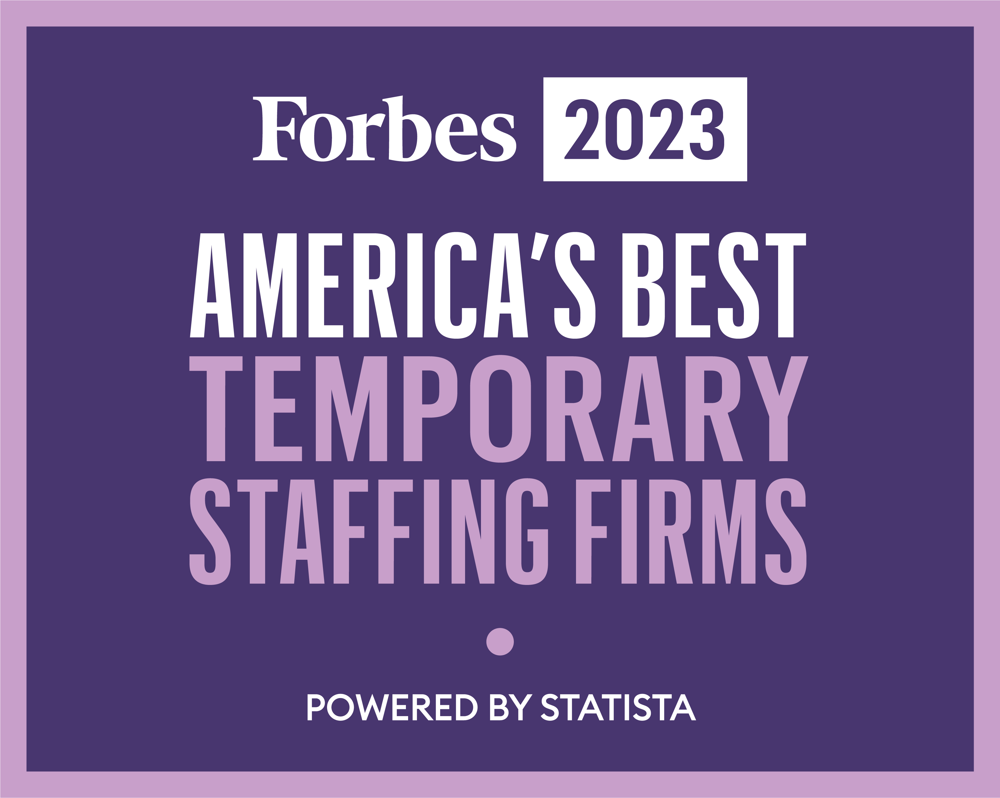 Forbes 2023
AMERICA'S BEST
TEMPORARY
STAFFING FIRMS
POWERED BY STATISTA